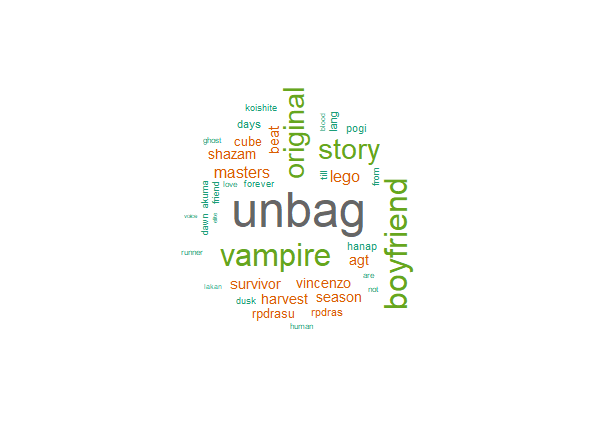 koishite
original
blood
lang
days
beat
pogi
ghost
cube
story
shazam
masters
till
lego
from
akuma
friend
love
forever
unbag
boyfriend
voice
dawn
elite
runner
vampire
hanap
agt
are
lakan
survivor
vincenzo
not
dusk
harvest
season
rpdrasu
rpdras
human